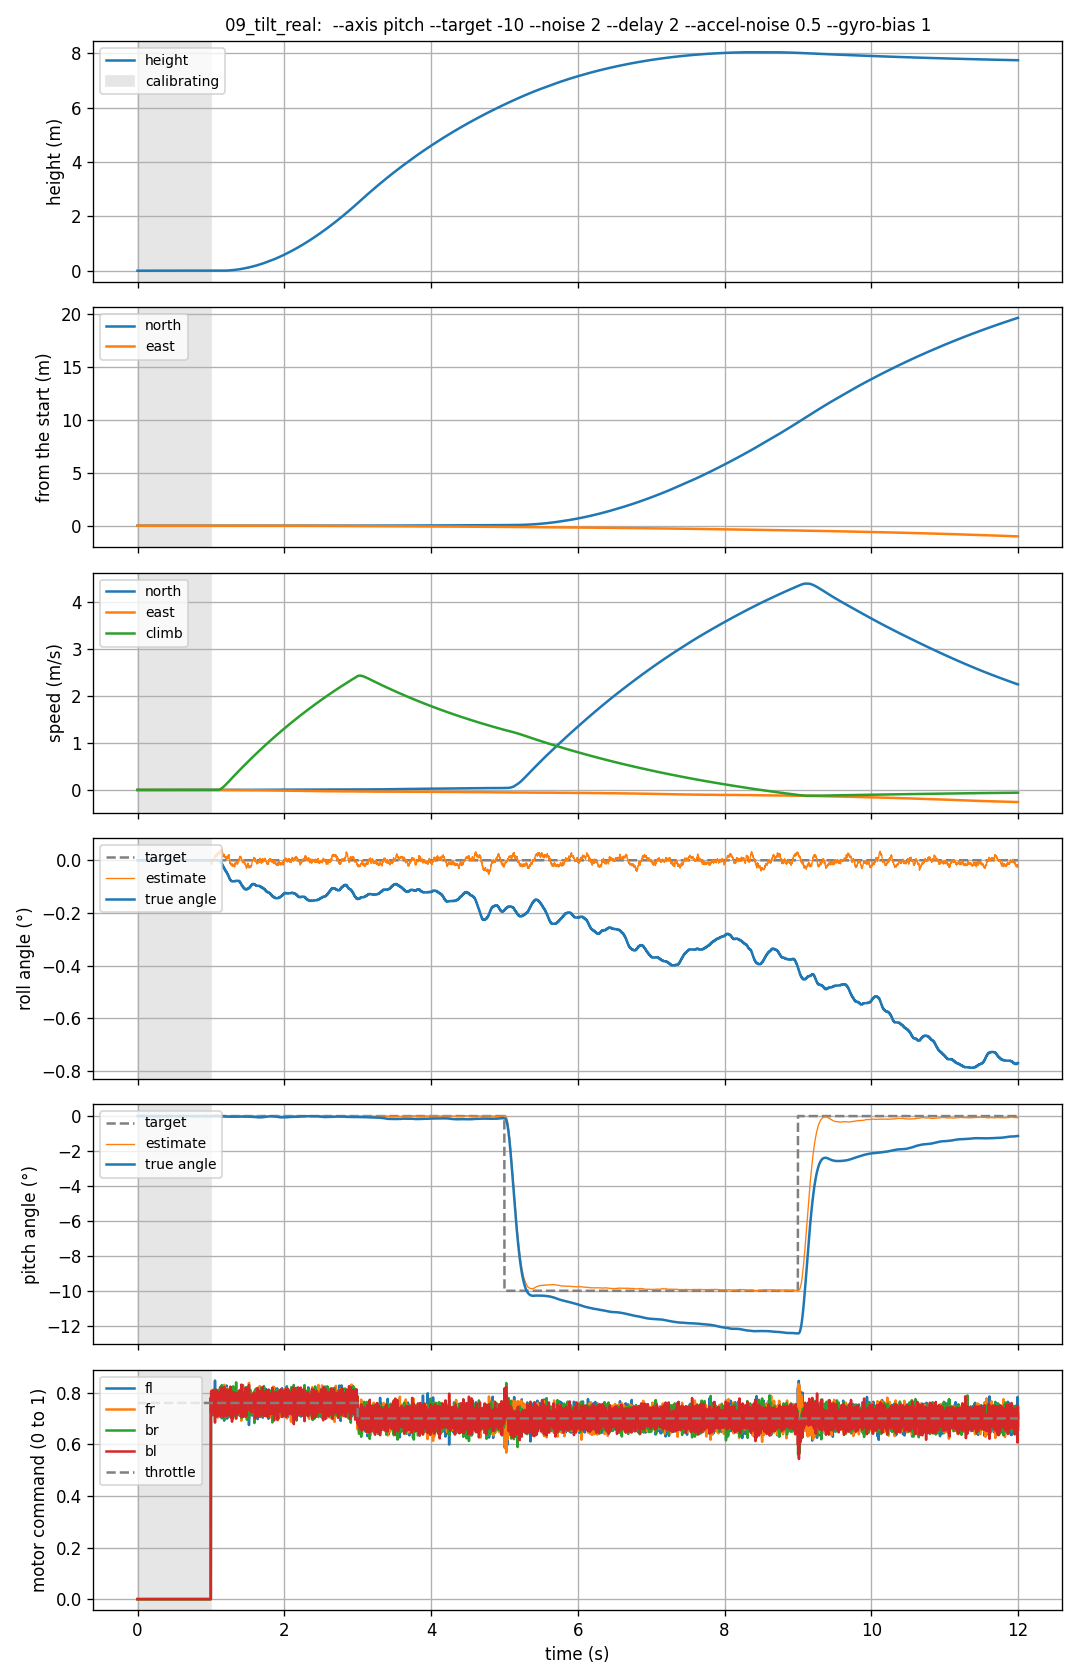 09_tilt_real:  --axis pitch --target -10 --noise 2 --delay 2 --accel-noise 0.5 --gyro-bias 1
height (m)
8
6
4
2
0
height
calibrating
from the start (m)
20
15
10
5
0
north
east
speed (m/s)
4
3
2
1
0
north
east
climb
roll angle (°)
0.0
−0.2
−0.4
−0.6
−0.8
target
estimate
true angle
pitch angle (°)
0
−2
−4
−6
−8
−10
−12
target
estimate
true angle
motor command (0 to 1)
0.8
0.6
0.4
0.2
0.0
fl
fr
br
bl
throttle
0 2 4 6 8 10 12
time (s)